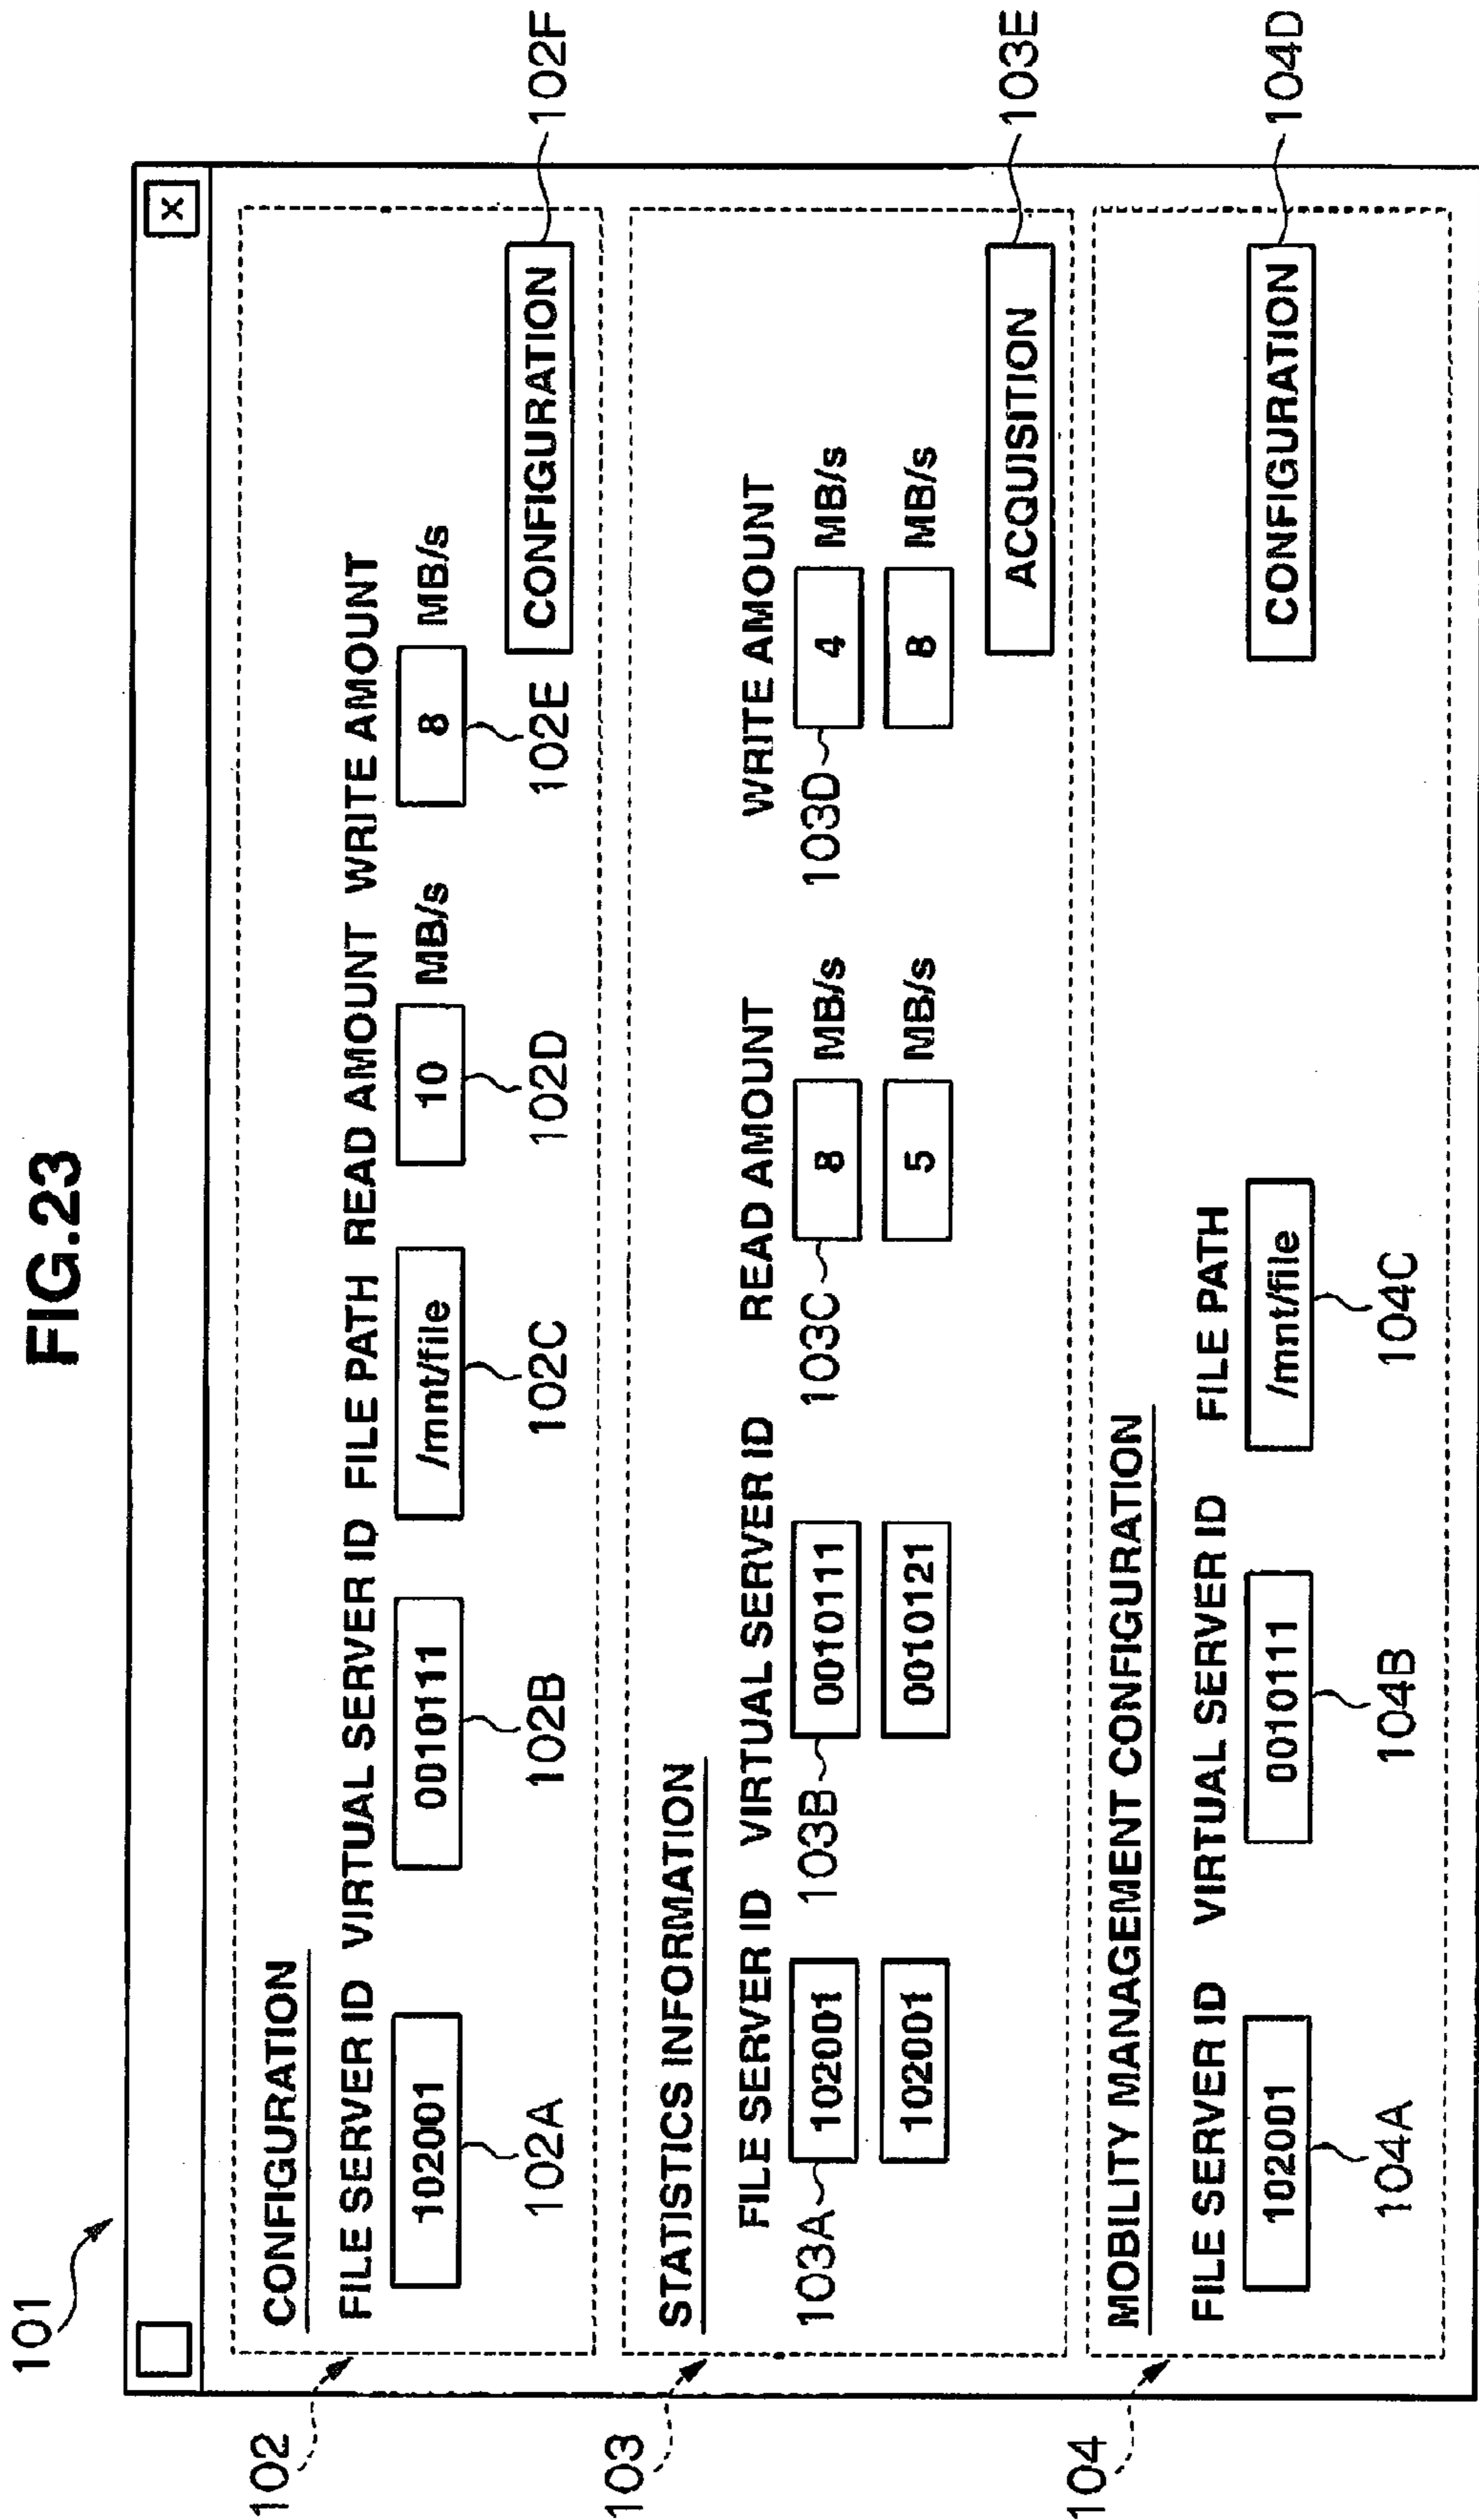 FIG.23
101
X
102
CONFIGURATION
FILE SERVER ID VIRTUAL SERVER ID FILE PATH READ AMOUNT WRITE AMOUNT
102001 0010111 /mnt/file 10 MB/s 8 MB/s
102A 102B 102C 102D 102E
CONFIGURATION 102F
103
STATISTICS INFORMATION
FILE SERVER ID VIRTUAL SERVER ID READ AMOUNT WRITE AMOUNT
103A 102001 103B 0010111 103C 8 MB/s 103D 4 MB/s
102001 0010121 5 MB/s 8 MB/s
ACQUISITION 103E
104
MOBILITY MANAGEMENT CONFIGURATION
FILE SERVER ID VIRTUAL SERVER ID FILE PATH
102001 0010111 /mnt/file CONFIGURATION 104D
104A 104B 104C